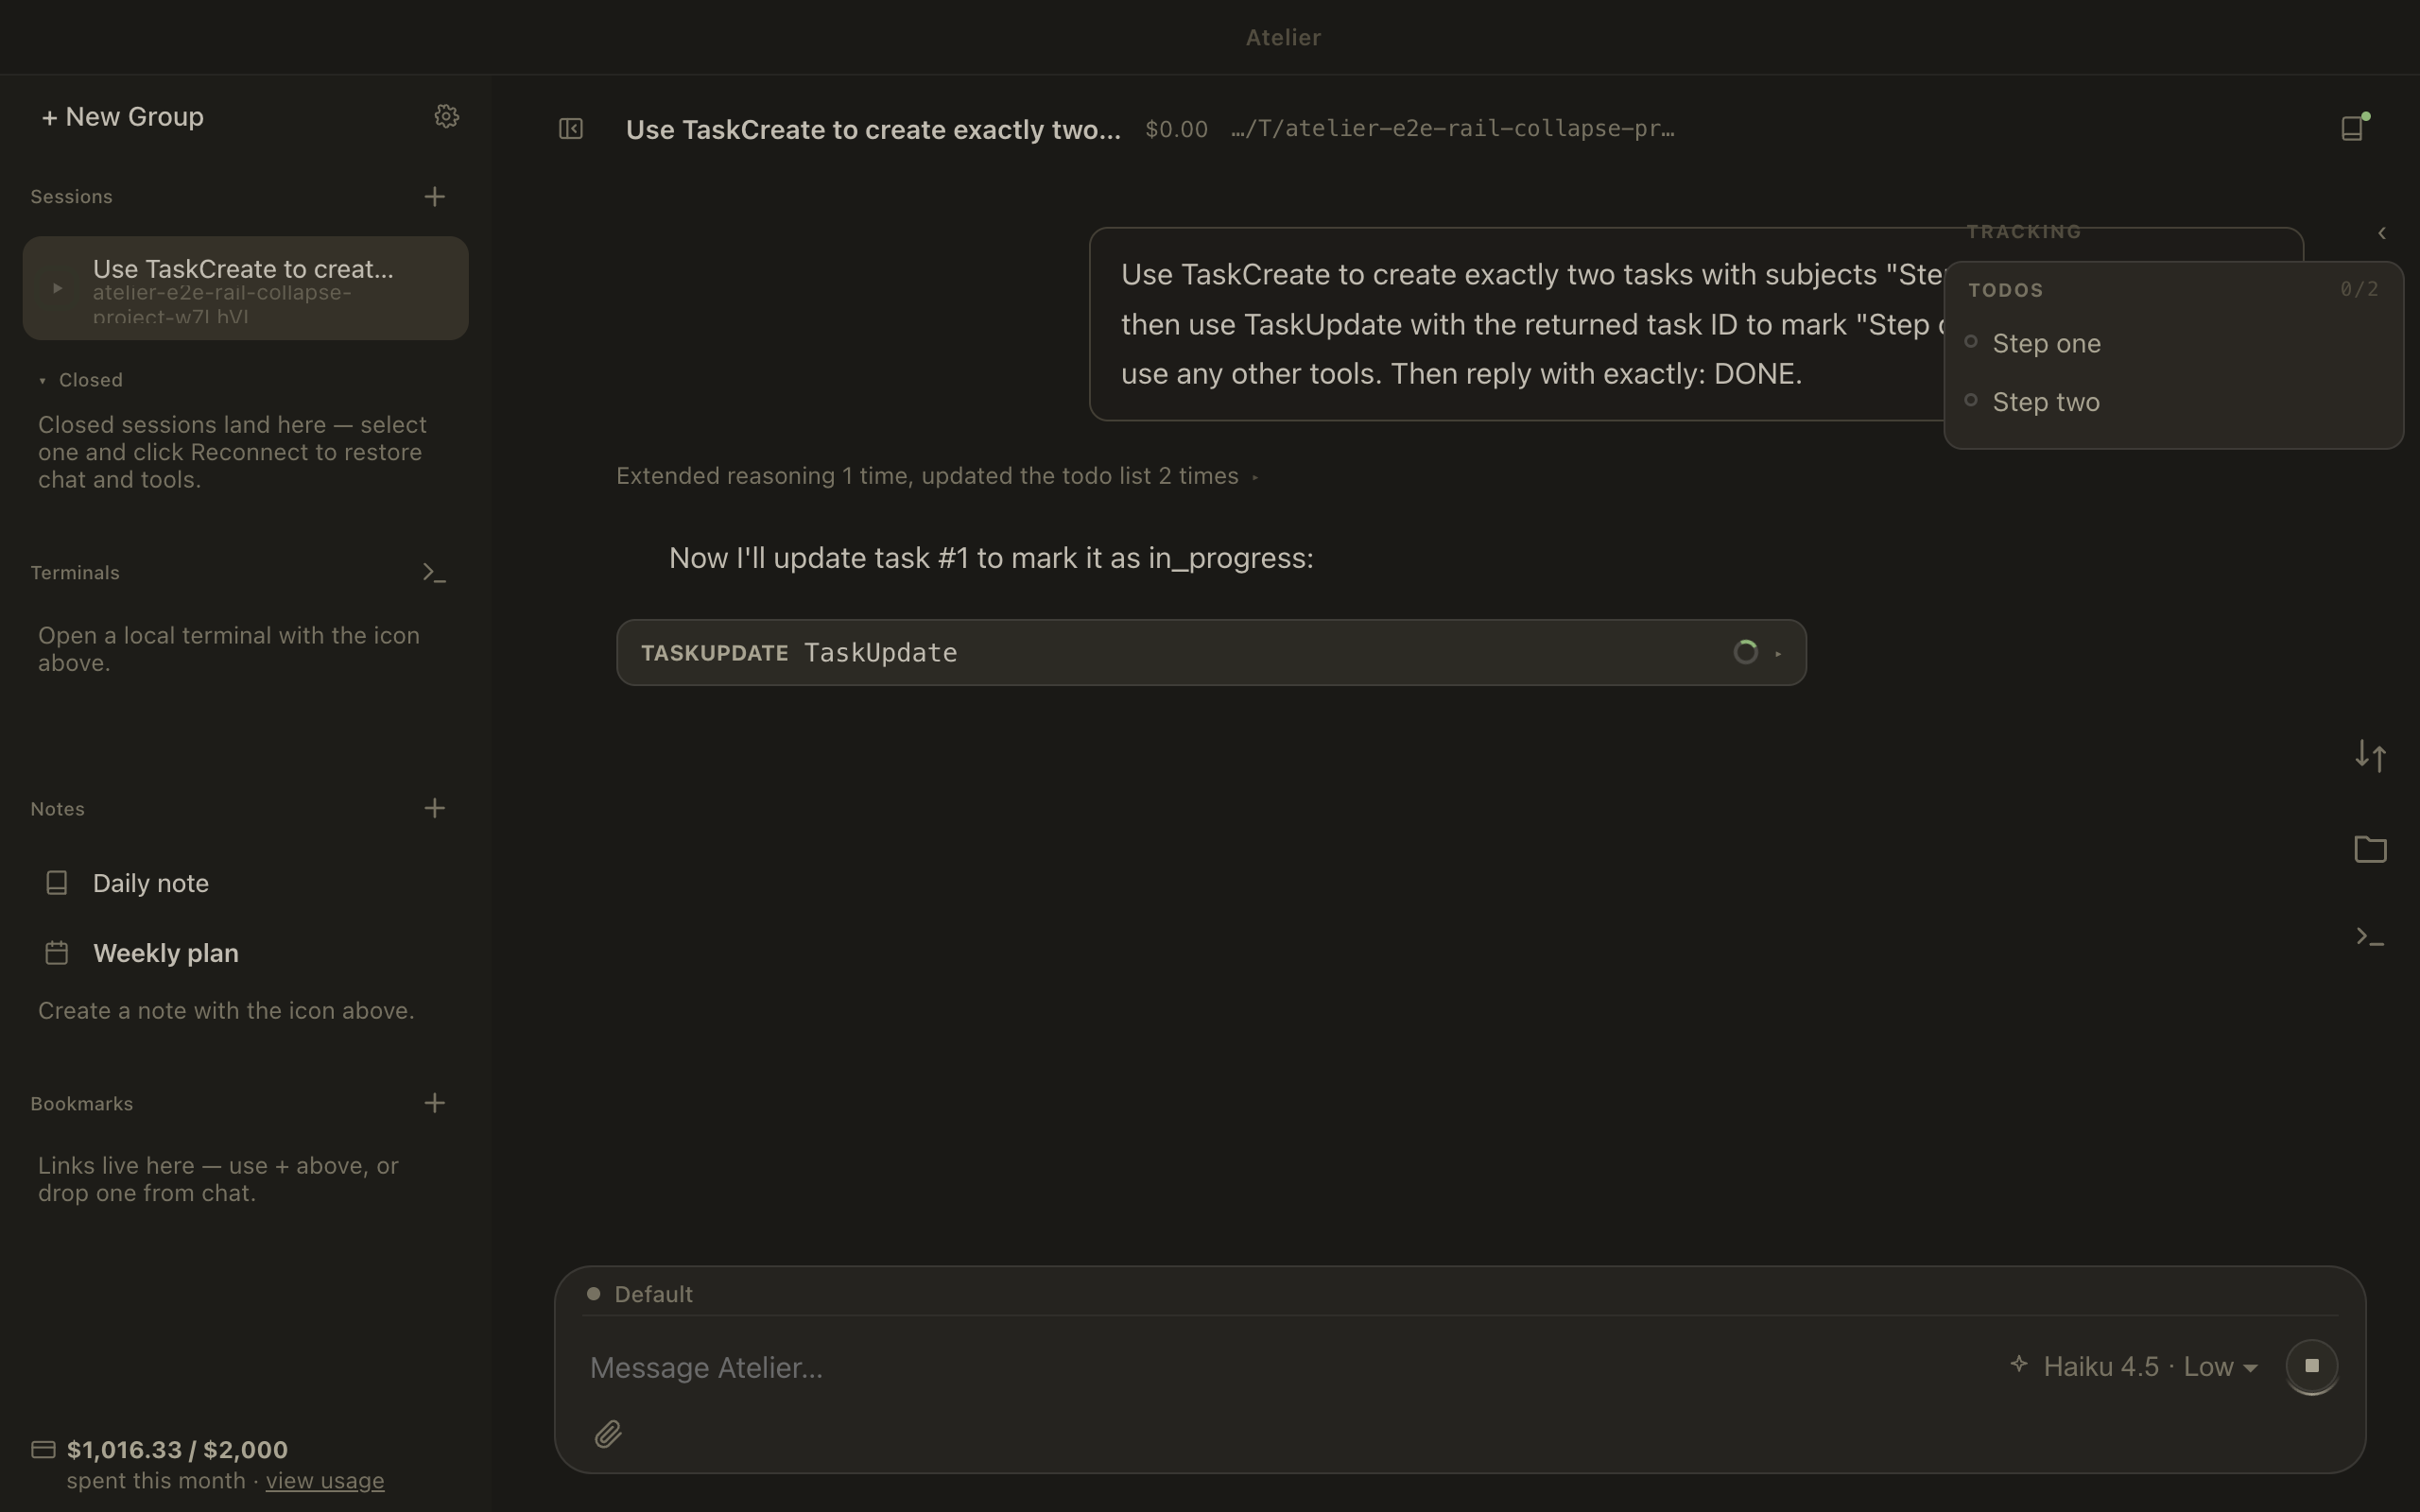 Atelier
+ New Group
Sessions
Use TaskCreate to creat...
atelier-e2e-rail-collapse-
Closed
Closed sessions land here — select
one and click Reconnect to restore
chat and tools.
Terminals
Open a local terminal with the icon
above.
Notes
Daily note
Weekly plan
Create a note with the icon above.
Bookmarks
Links live here — use + above, or
drop one from chat.
$1,016.33 / $2,000
spent this month · view usage
Use TaskCreate to create exactly two... $0.00 …/T/atelier-e2e-rail-collapse-pr…
TRACKING
Use TaskCreate to create exactly two tasks with subjects "Step
then use TaskUpdate with the returned task ID to mark "Step
use any other tools. Then reply with exactly: DONE.
TODOS 0/2
Step one
Step two
Extended reasoning 1 time, updated the todo list 2 times
Now I'll update task #1 to mark it as in_progress:
TASKUPDATE TaskUpdate
Default
Message Atelier...
Haiku 4.5 · Low